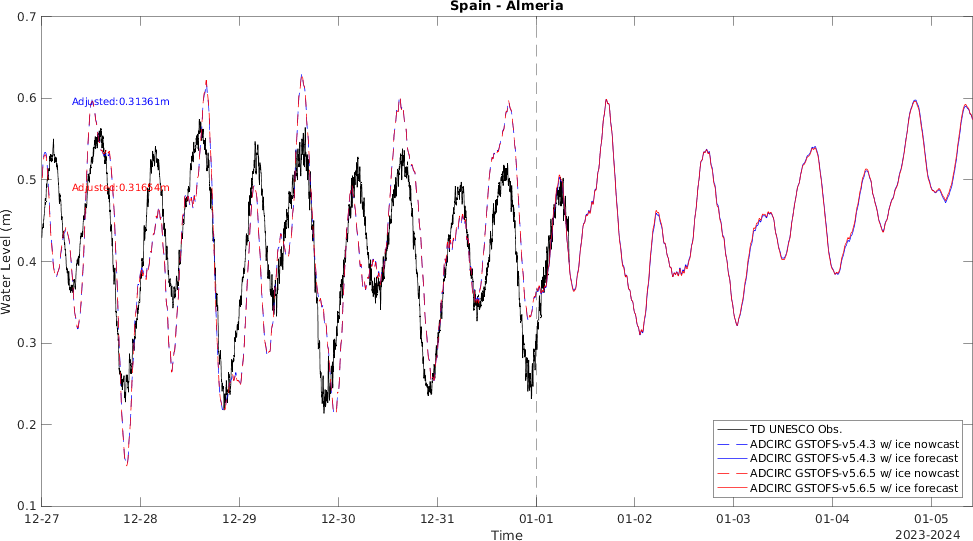 Spain - Almeria
0.7
0.6
0.5
0.4
0.3
0.2
0.1
Water Level (m)
Adjusted:0.31361m
Adjusted:0.31654m
TD UNESCO Obs.
ADCIRC GSTOFS-v5.4.3 w/ ice nowcast
ADCIRC GSTOFS-v5.4.3 w/ ice forecast
ADCIRC GSTOFS-v5.6.5 w/ ice nowcast
ADCIRC GSTOFS-v5.6.5 w/ ice forecast
12-27 12-28 12-29 12-30 12-31 01-01 01-02 01-03 01-04 01-05
Time
2023-2024